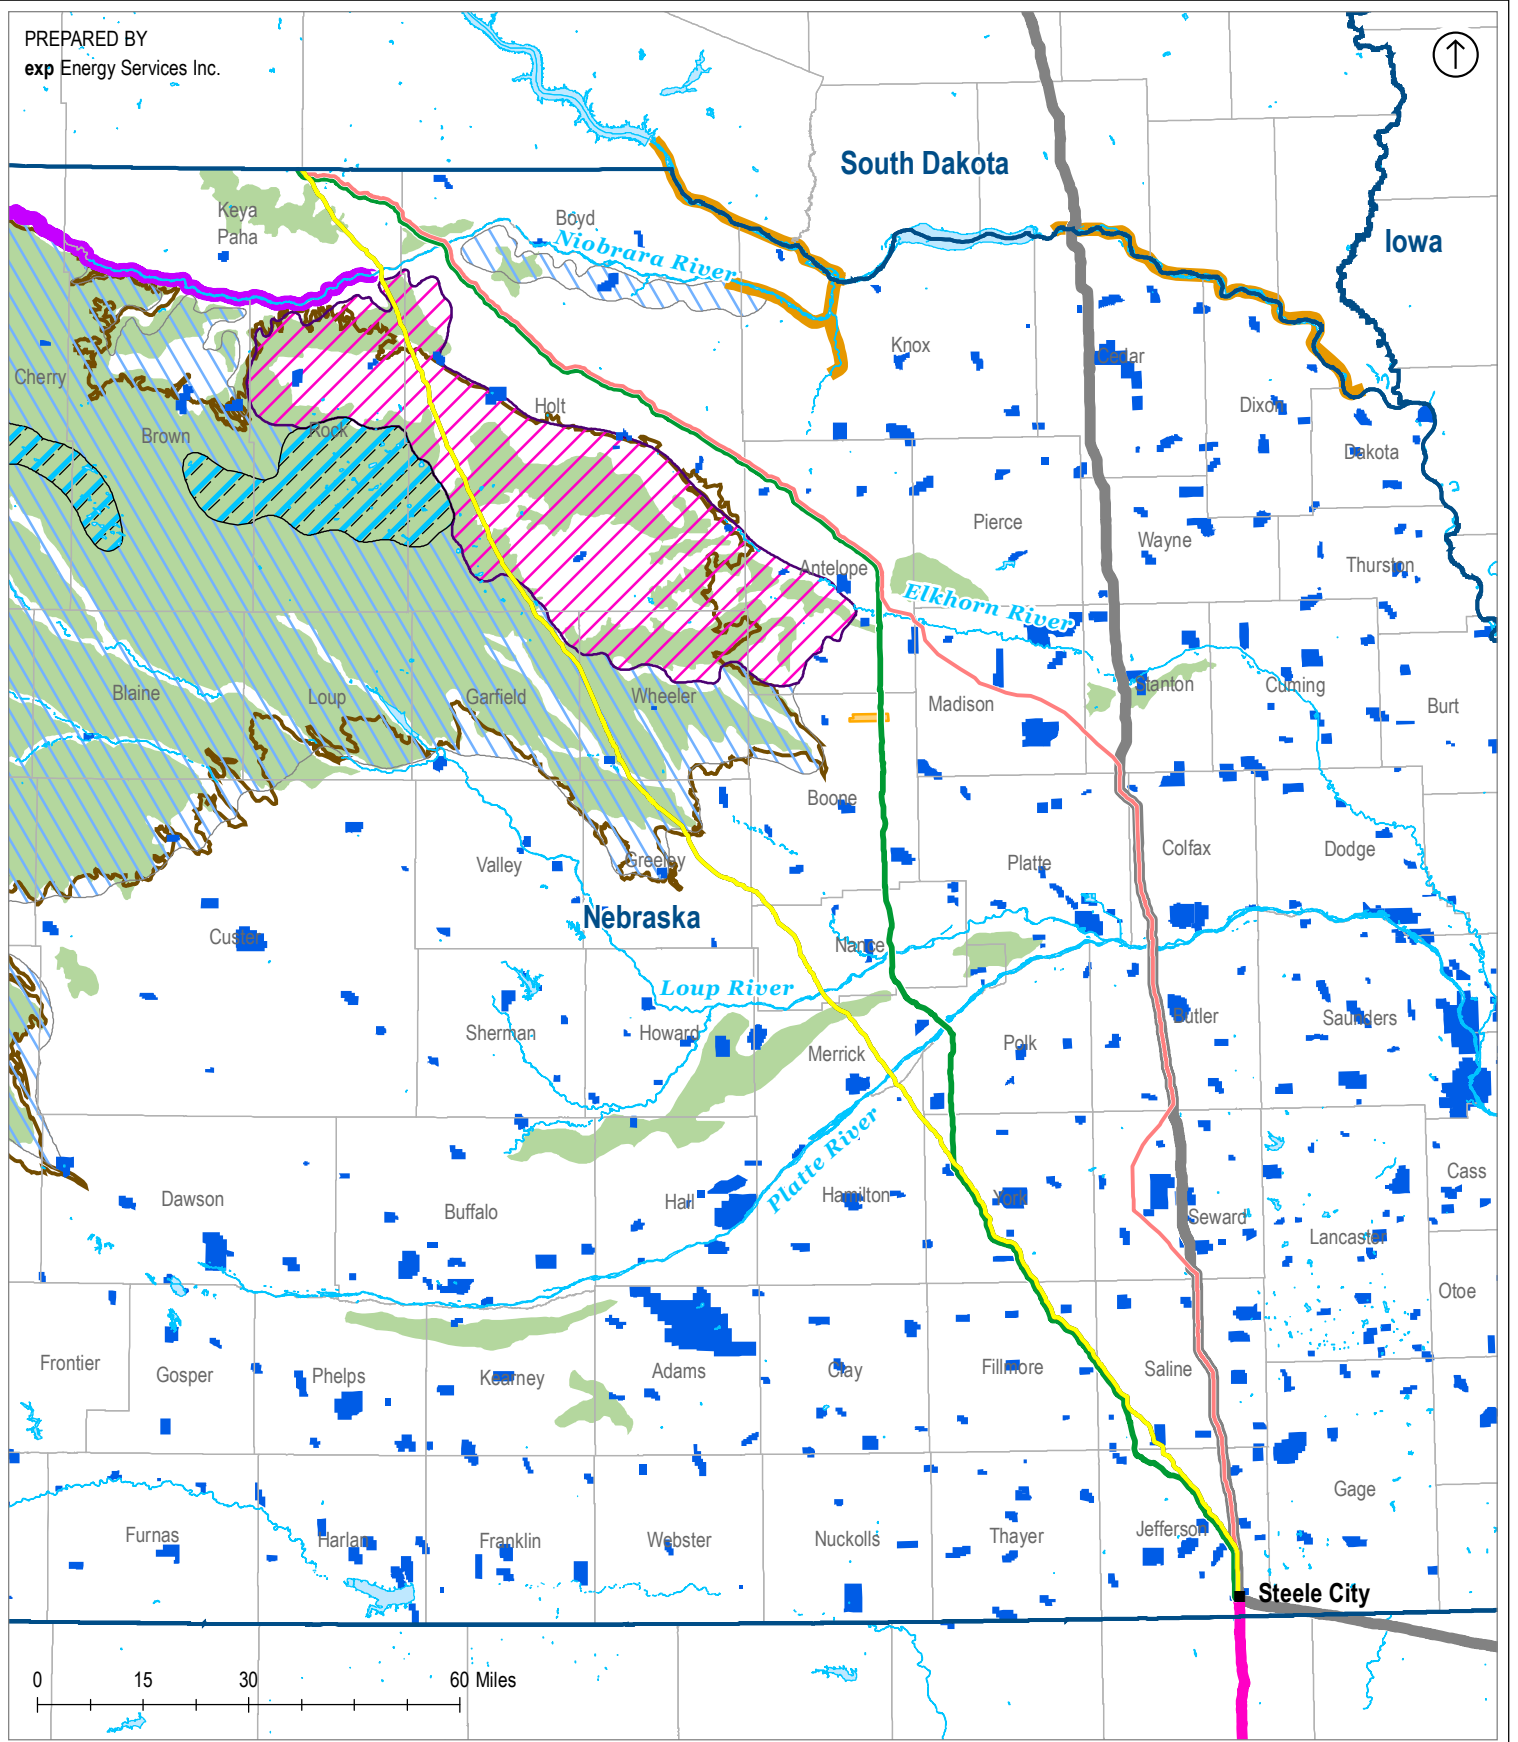 PREPARED BY
exp Energy Services Inc.
South Dakota
Iowa
Keya
Paha
Boyd
Niobrara River
Knox
Cedar
Cherry
Holt
Dixon
Brown
Rock
Dakota
Pierce
Wayne
Antelope
Thurston
Elkhorn River
Blaine
Loup
Garfield
Wheeler
Madison
Stanton
Cuming
Burt
Boone
Valley
Greeley
Platte
Colfax
Dodge
Nebraska
Custer
Nance
Loup River
Sherman
Howard
Merrick
Polk
Butler
Saunders
Platte River
Dawson
Buffalo
Hall
Hamilton
York
Seward
Cass
Lancaster
Otoe
Frontier
Gosper
Phelps
Kearney
Adams
Clay
Fillmore
Saline
Gage
Furnas
Harlan
Franklin
Webster
Nuckolls
Thayer
Jefferson
Steele City
0 15 30 60 Miles